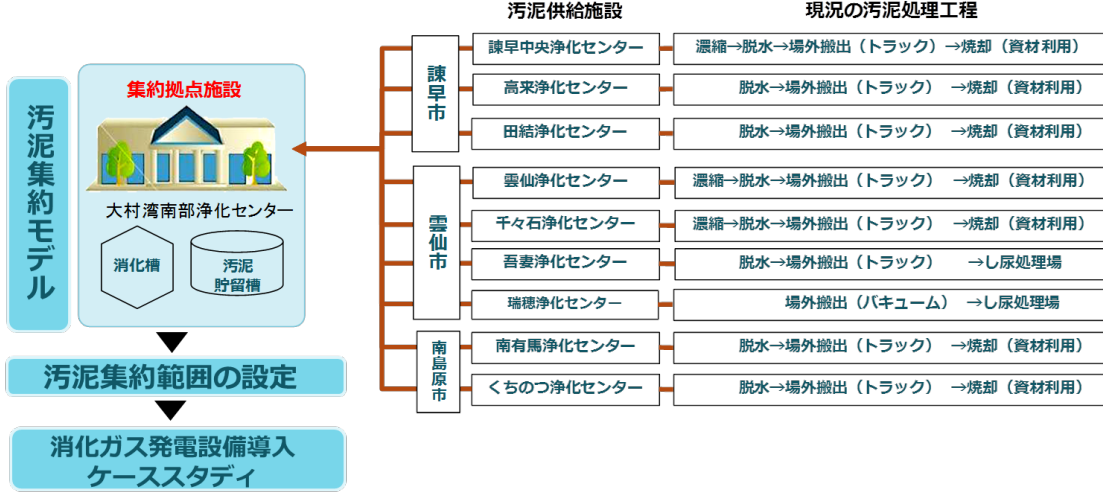 汚泥供給施設
現況の汚泥処理工程
汚泥集約モデル
集約拠点施設
大村湾南部浄化センター
消化槽
汚泥
貯留槽
汚泥集約範囲の設定
消化ガス発電設備導入
ケーススタディ
諫早市
諫早中央浄化センター
濃縮→脱水→場外搬出（トラック）→焼却（資材利用）
高来浄化センター
脱水→場外搬出（トラック）　→焼却（資材利用）
田結浄化センター
脱水→場外搬出（トラック）　→焼却（資材利用）
雲仙市
雲仙浄化センター
濃縮→脱水→場外搬出（トラック）　→焼却（資材利用）
千々石浄化センター
濃縮→脱水→場外搬出（トラック）　→焼却（資材利用）
吾妻浄化センター
脱水→場外搬出（トラック）　→し尿処理場
瑞穂浄化センター
場外搬出（バキューム）　→し尿処理場
南島原市
南有馬浄化センター
脱水→場外搬出（トラック）　→焼却（資材利用）
くちのつ浄化センター
脱水→場外搬出（トラック）　→焼却（資材利用）